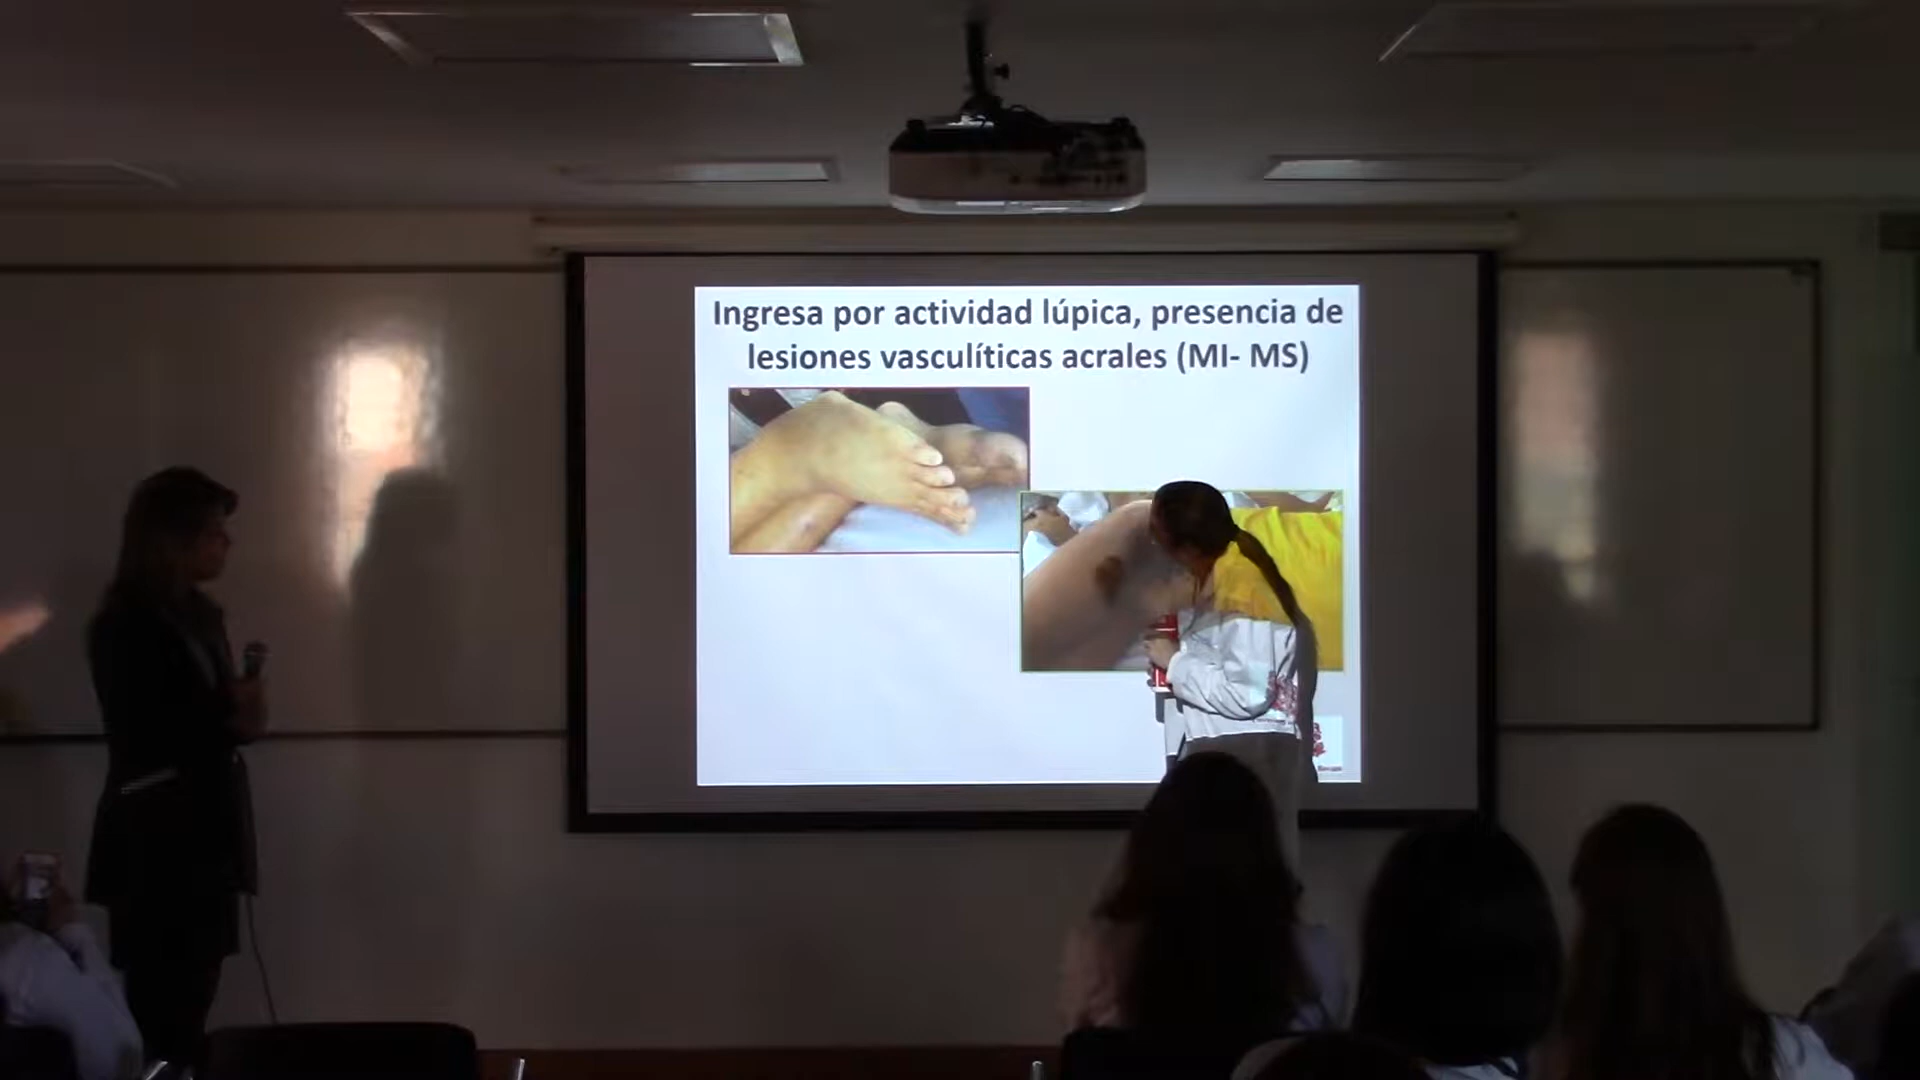 Ingresa por actividad lúpica, presencia de
lesiones vasculíticas acrales (MI- MS)